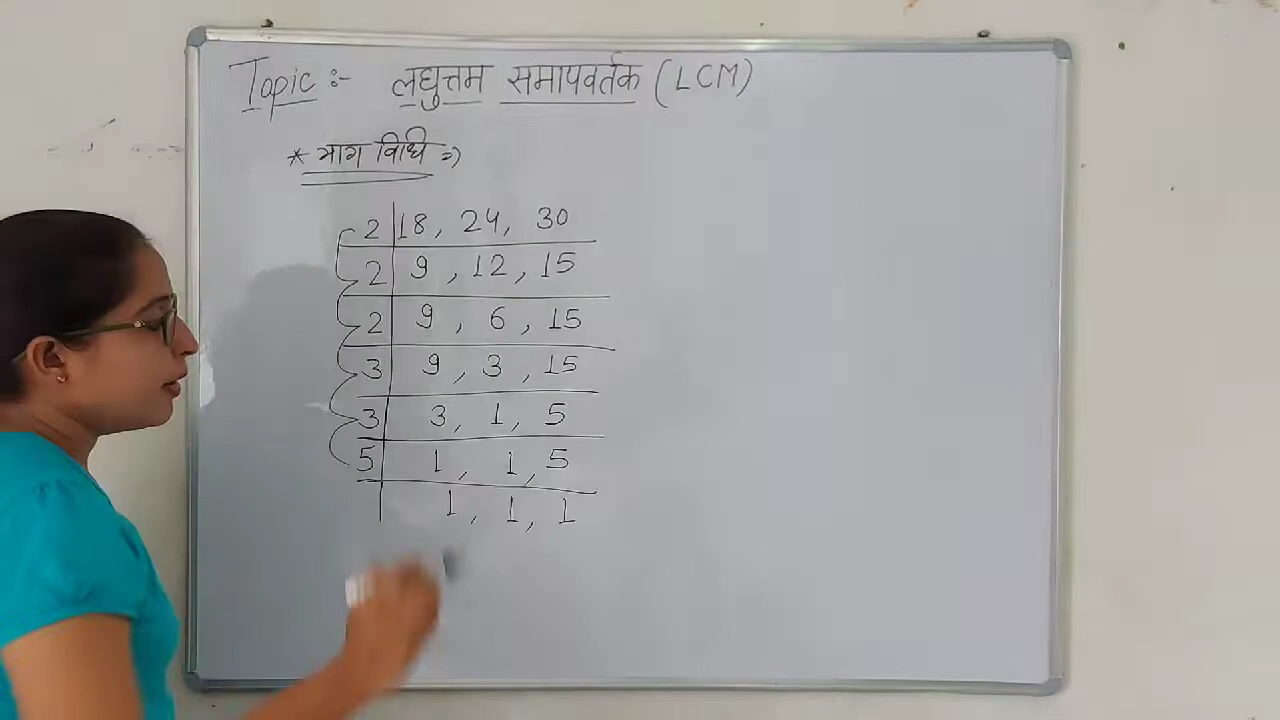 Topic :- लघुत्तम समापवर्तक (LCM)
* भाग विधि =>
2 | 18, 24, 30
2 | 9, 12, 15
2 | 9, 6, 15
3 | 9, 3, 15
3 | 3, 1, 5
5 | 1, 1, 5
| 1, 1, 1